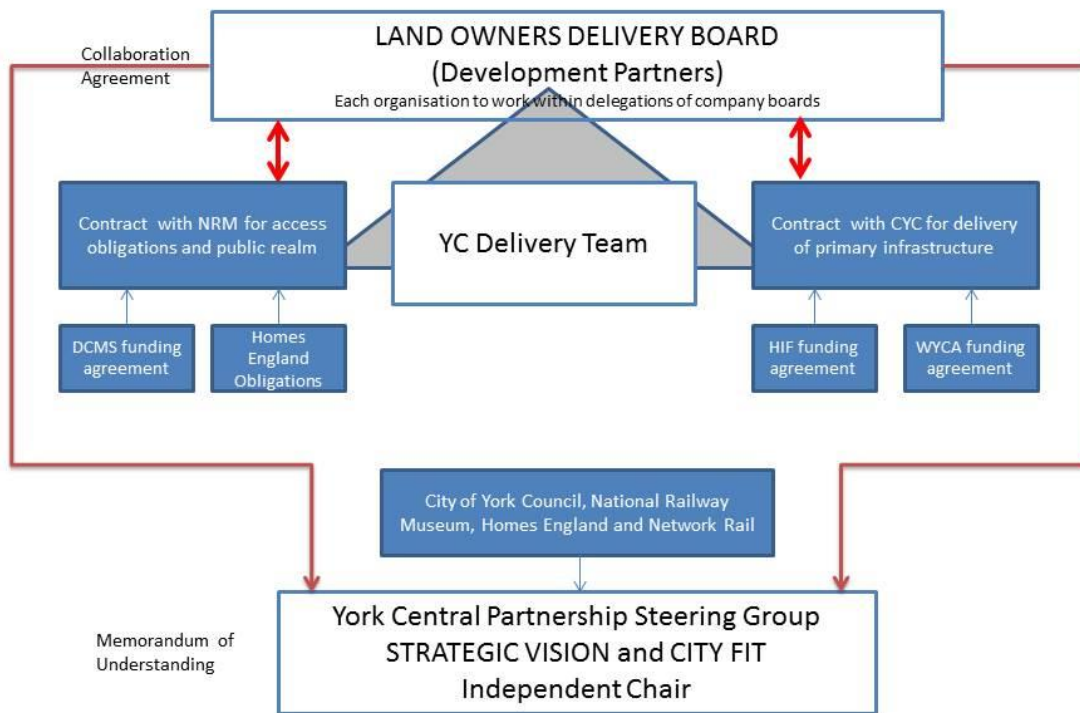 Collaboration
Agreement
LAND OWNERS DELIVERY BOARD
(Development Partners)
Each organisation to work within delegations of company boards
Contract with NRM for access
obligations and public realm
YC Delivery Team
Contract with CYC for delivery
of primary infrastructure
DCMS funding
agreement
Homes
England
Obligations
HIF funding
agreement
WYCA funding
agreement
City of York Council, National Railway
Museum, Homes England and Network Rail
Memorandum of
Understanding
York Central Partnership Steering Group
STRATEGIC VISION and CITY FIT
Independent Chair